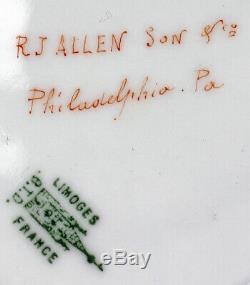 RJ ALLEN SON & Co
Philadelphia. Pa
LIMOGES
B.T.D.
FRANCE